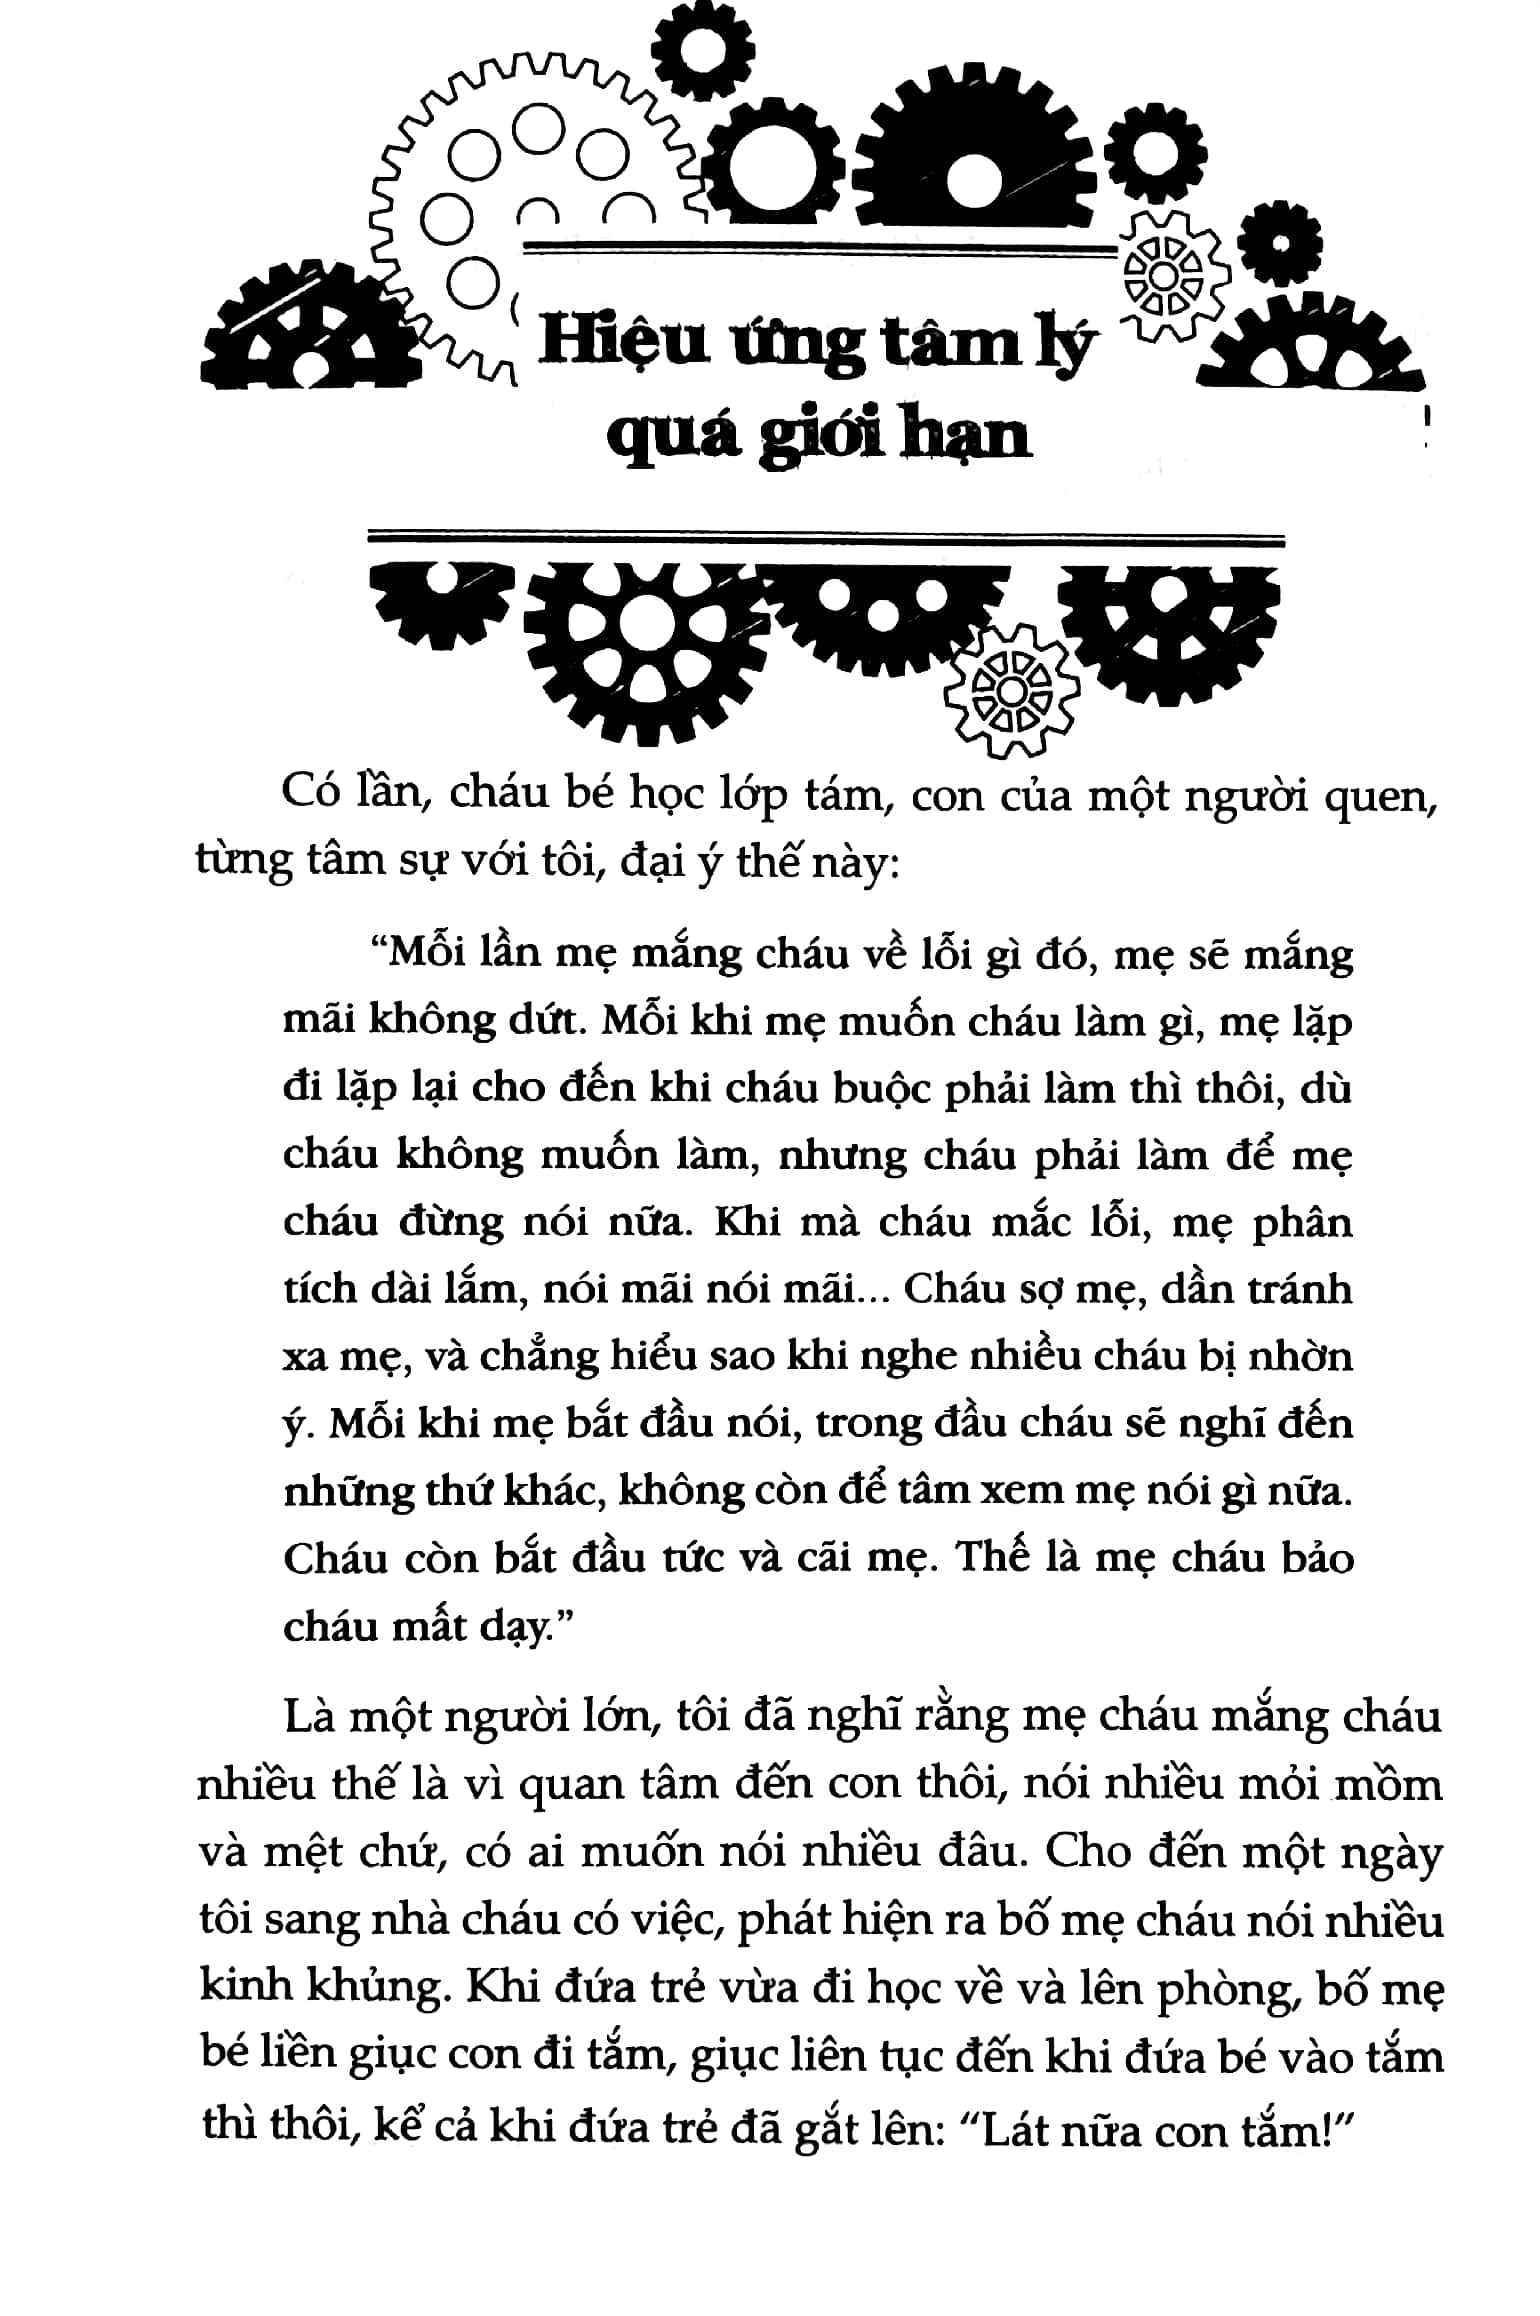 Hiệu ứng tâm lý
quá giới hạn
Có lần, cháu bé học lớp tám, con của một người quen,
từng tâm sự với tôi, đại ý thế này:
“Mỗi lần mẹ mắng cháu về lỗi gì đó, mẹ sẽ mắng
mãi không dứt. Mỗi khi mẹ muốn cháu làm gì, mẹ lặp
đi lặp lại cho đến khi cháu buộc phải làm thì thôi, dù
cháu không muốn làm, nhưng cháu phải làm để mẹ
cháu đừng nói nữa. Khi mà cháu mắc lỗi, mẹ phân
tích dài lắm, nói mãi nói mãi... Cháu sợ mẹ, dần tránh
xa mẹ, và chẳng hiểu sao khi nghe nhiều cháu bị nhờn
ý. Mỗi khi mẹ bắt đầu nói, trong đầu cháu sẽ nghĩ đến
những thứ khác, không còn để tâm xem mẹ nói gì nữa.
Cháu còn bắt đầu tức và cãi mẹ. Thế là mẹ cháu bảo
cháu mất dạy.”
Là một người lớn, tôi đã nghĩ rằng mẹ cháu mắng cháu
nhiều thế là vì quan tâm đến con thôi, nói nhiều mỏi mồm
và mệt chứ, có ai muốn nói nhiều đâu. Cho đến một ngày
tôi sang nhà cháu có việc, phát hiện ra bố mẹ cháu nói nhiều
kinh khủng. Khi đứa trẻ vừa đi học về và lên phòng, bố mẹ
bé liền giục con đi tắm, giục liên tục đến khi đứa bé vào tắm
thì thôi, kể cả khi đứa trẻ đã gắt lên: “Lát nữa con tắm!”